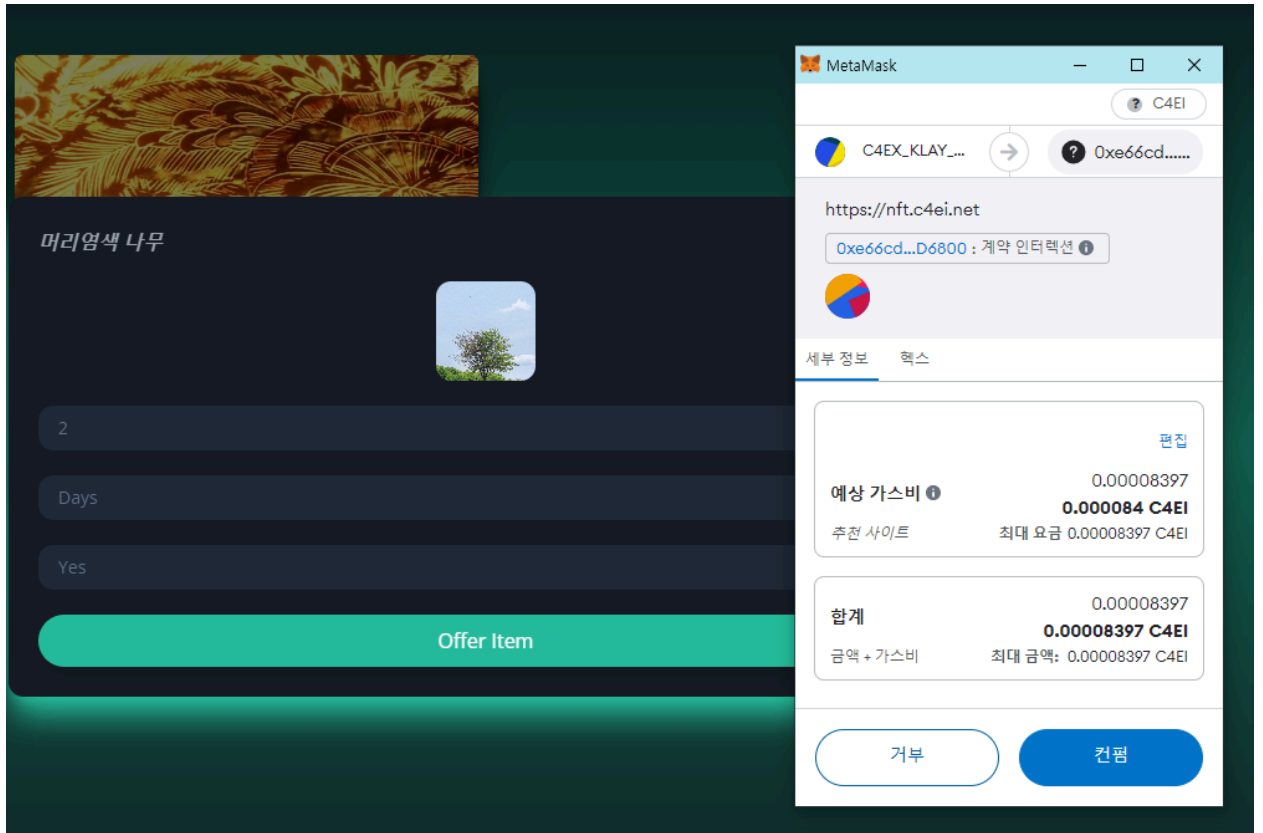 머리염색 나무
2
Days
Yes
Offer Item
MetaMask
? C4EI
C4EX_KLAY_...
? 0xe66cd......
https://nft.c4ei.net
0xe66cd...D6800 : 계약 인터렉션
세부 정보 헥스
편집
0.00008397
예상 가스비
0.000084 C4EI
추천 사이트 최대 요금 0.00008397 C4EI
0.00008397
합계
0.00008397 C4EI
금액 + 가스비 최대 금액: 0.00008397 C4EI
거부 컨펌